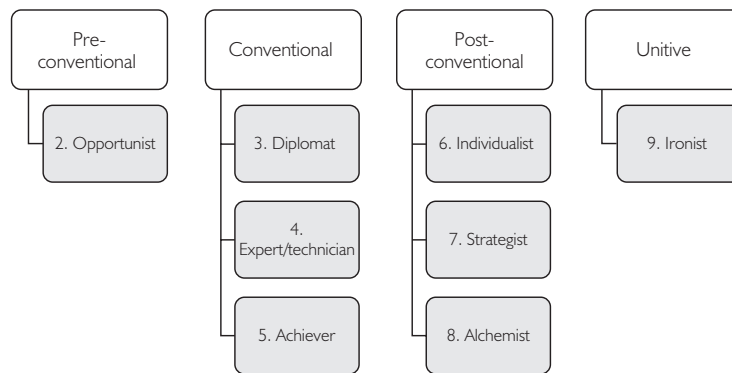 Pre-
conventional
2. Opportunist
Conventional
3. Diplomat
4.
Expert/technician
5. Achiever
Post-
conventional
6. Individualist
7. Strategist
8. Alchemist
Unitive
9. Ironist